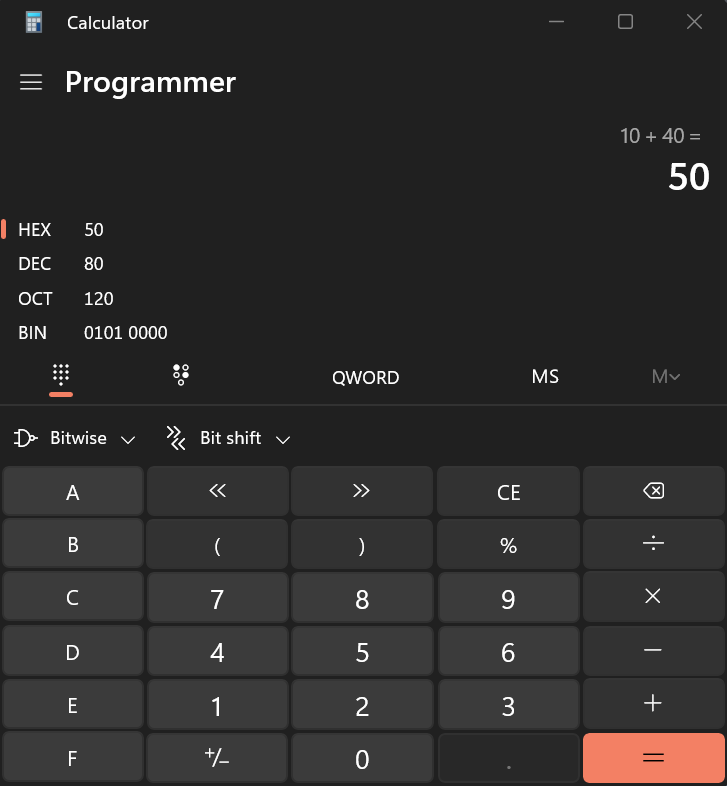 Calculator
Programmer
10 + 40 =
50
HEX 50
DEC 80
OCT 120
BIN 0101 0000
QWORD MS M
Bitwise Bit shift
A « » CE
B ( ) % ÷
C 7 8 9 ×
D 4 5 6 −
E 1 2 3 +
F +/− 0 . =